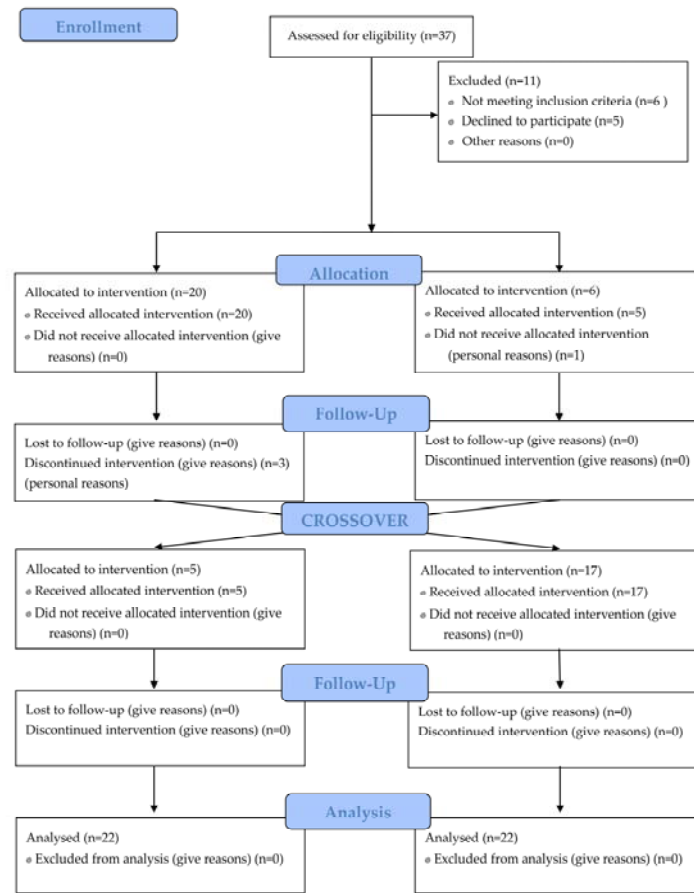 Enrollment
Assessed for eligibility (n=37)
Excluded (n=11)
Not meeting inclusion criteria (n=6 )
Declined to participate (n=5)
Other reasons (n=0)
Allocation
Allocated to intervention (n=20)
Received allocated intervention (n=20)
Did not receive allocated intervention (give
reasons) (n=0)
Allocated to intervention (n=6)
Received allocated intervention (n=5)
Did not receive allocated intervention
(personal reasons) (n=1)
Follow-Up
Lost to follow-up (give reasons) (n=0)
Discontinued intervention (give reasons) (n=3)
(personal reasons)
Lost to follow-up (give reasons) (n=0)
Discontinued intervention (give reasons) (n=0)
CROSSOVER
Allocated to intervention (n=5)
Received allocated intervention (n=5)
Did not receive allocated intervention (give
reasons) (n=0)
Allocated to intervention (n=17)
Received allocated intervention (n=17)
Did not receive allocated intervention (give
reasons) (n=0)
Follow-Up
Lost to follow-up (give reasons) (n=0)
Discontinued intervention (give reasons) (n=0)
Lost to follow-up (give reasons) (n=0)
Discontinued intervention (give reasons) (n=0)
Analysis
Analysed (n=22)
Excluded from analysis (give reasons) (n=0)
Analysed (n=22)
Excluded from analysis (give reasons) (n=0)